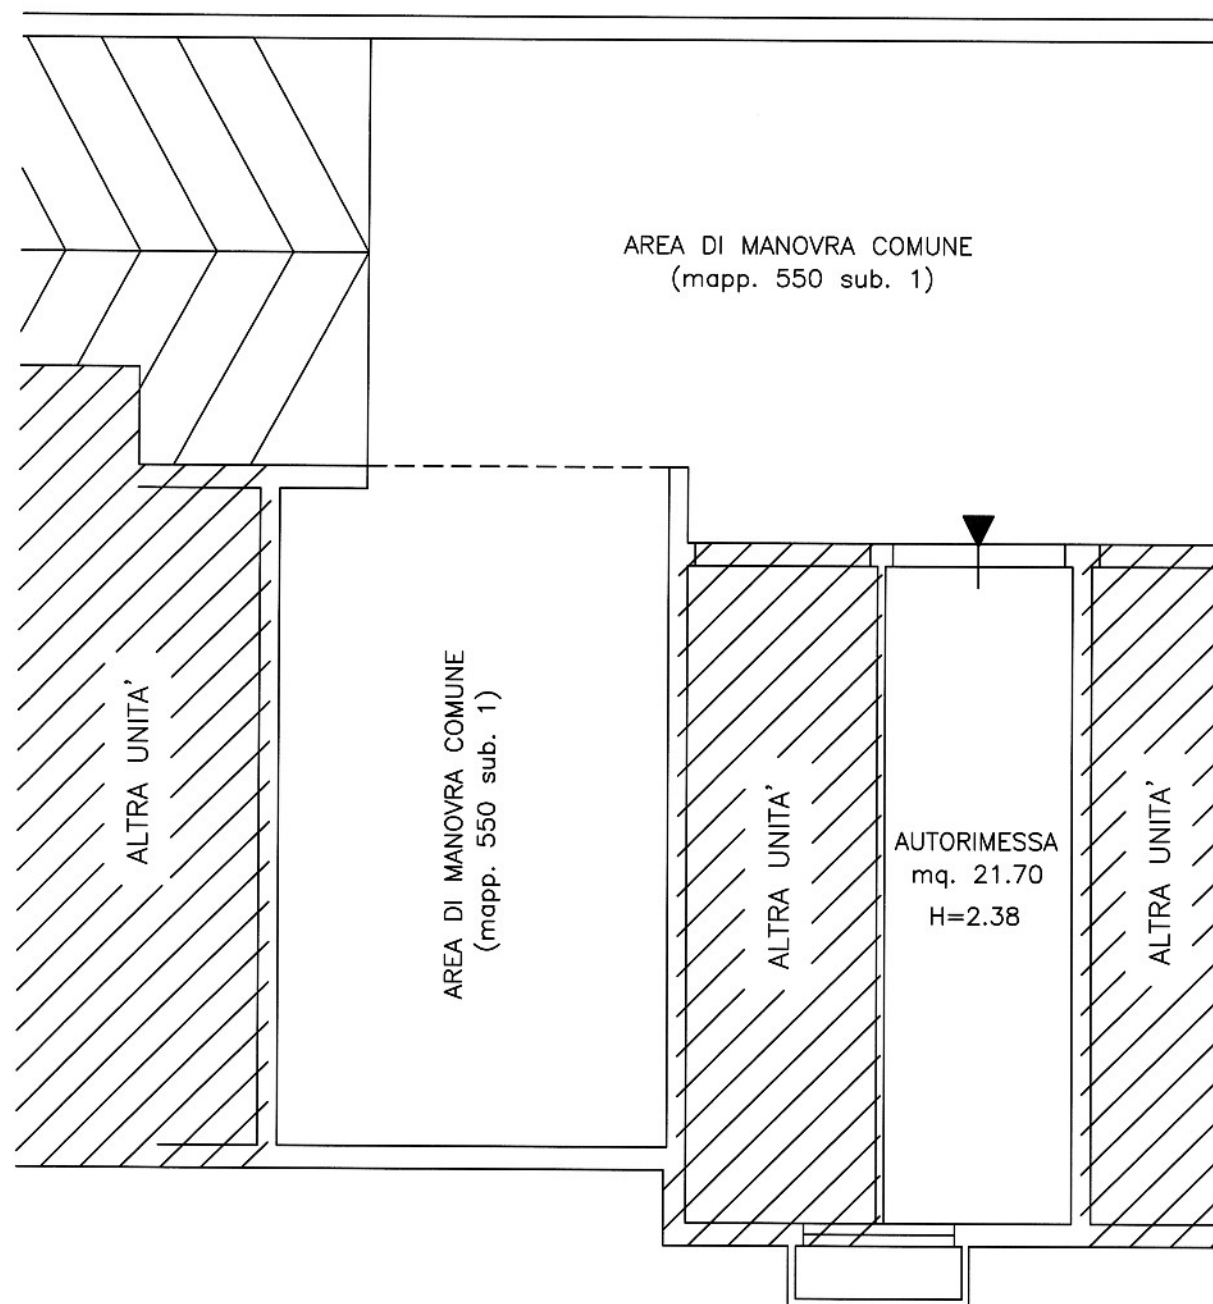 AREA DI MANOVRA COMUNE
(mapp. 550 sub. 1)
ALTRA UNITA'
AREA DI MANOVRA COMUNE
(mapp. 550 sub. 1)
ALTRA UNITA'
AUTORIMESSA
mq. 21.70
H=2.38
ALTRA UNITA'